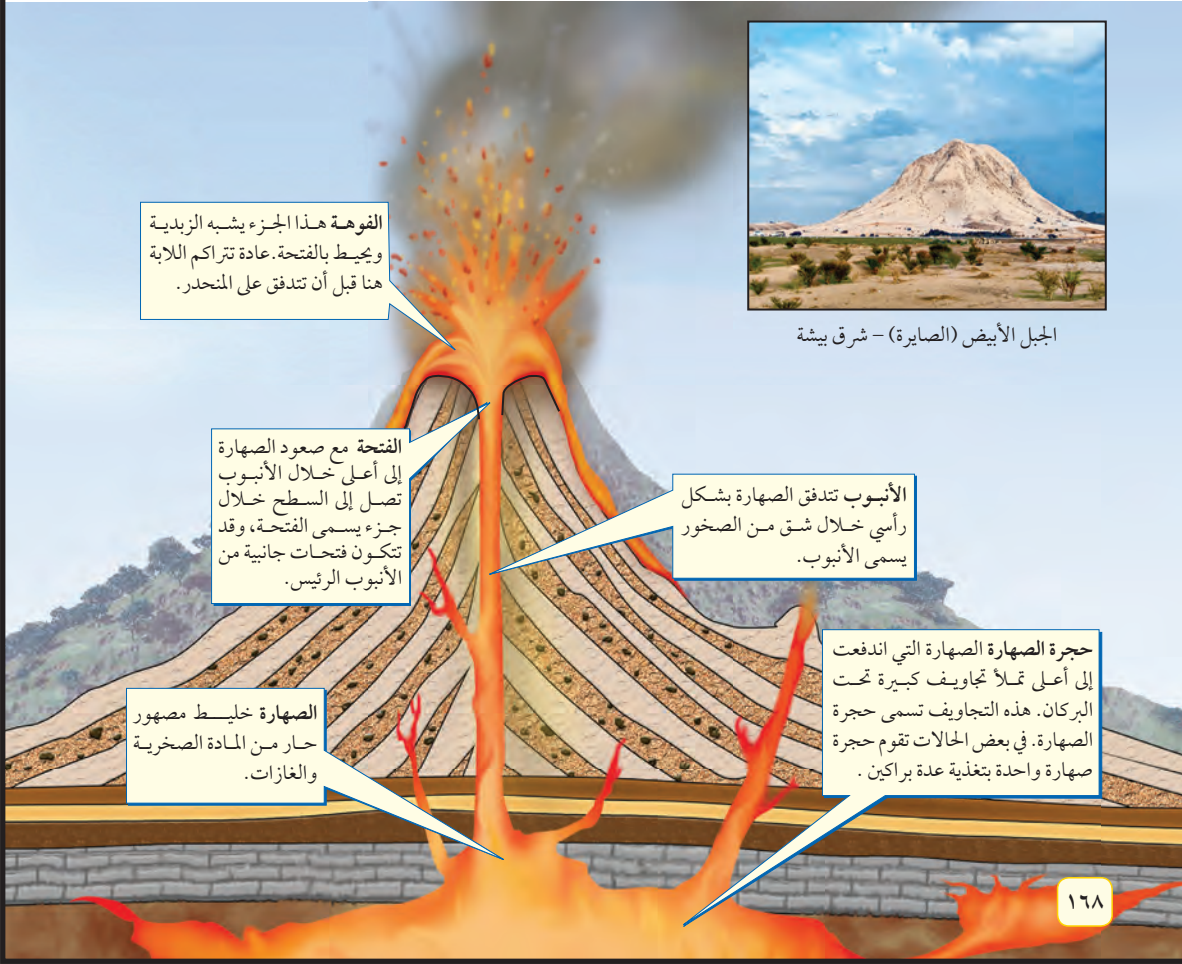 الجبل الأبيض (الصايرة) – شرق بيشة
الفوهة هذا الجزء يشبه الزبدية
ويحيط بالفتحة.عادة تتراكم اللابة
هنا قبل أن تتدفق على المنحدر.
الفتحة مع صعود الصهارة
إلى أعلى خلال الأنبوب
تصل إلى السطح خلال
جزء يسمى الفتحة، وقد
تتكون فتحات جانبية من
الأنبوب الرئيس.
الأنبوب تتدفق الصهارة بشكل
رأسي خلال شق من الصخور
يسمى الأنبوب.
حجرة الصهارة الصهارة التي اندفعت
إلى أعلى تملأ تجاويف كبيرة تحت
البركان. هذه التجاويف تسمى حجرة
الصهارة. في بعض الحالات تقوم حجرة
صهارة واحدة بتغذية عدة براكين .
الصهارة خليط مصهور
حار من المادة الصخرية
والغازات.
١٦٨